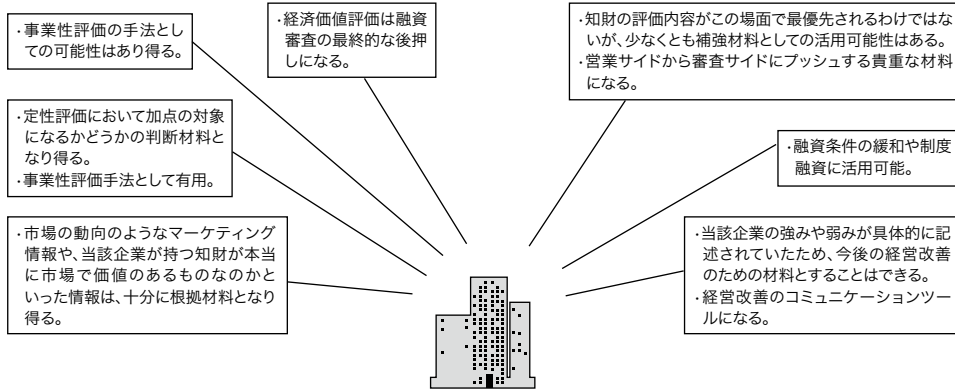 ・事業性評価の手法とし
ての可能性はあり得る。
・経済価値評価は融資
審査の最終的な後押
しになる。
・知財の評価内容がこの場面で最優先されるわけではな
いが、少なくとも補強材料としての活用可能性はある。
・営業サイドから審査サイドにプッシュする貴重な材料
になる。
・定性評価において加点の対象
になるかどうかの判断材料と
なり得る。
・事業性評価手法として有用。
・融資条件の緩和や制度
融資に活用可能。
・市場の動向のようなマーケティング
情報や、当該企業が持つ知財が本当
に市場で価値のあるものなのかと
いった情報は、十分に根拠材料となり
得る。
・当該企業の強みや弱みが具体的に記
述されていたため、今後の経営改善
のための材料とすることはできる。
・経営改善のコミュニケーションツー
ルになる。